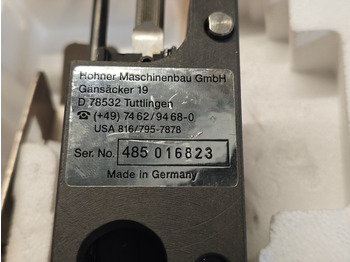 Rohner Maschinenbau GmbH
Gänsäcker 19
D 78532 Tuttlingen
☎ (+49) 74 62 / 94 68-0
USA 816/795-7878
Ser. No. 485 016823
Made in Germany